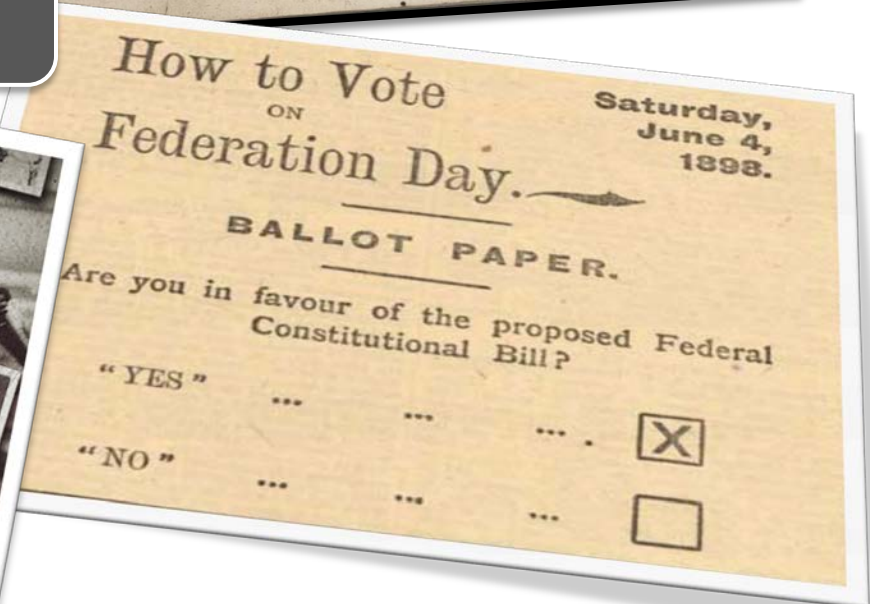 How to Vote
ON
Federation Day.
Saturday,
June 4,
1898.
BALLOT PAPER.
Are you in favour of the proposed Federal
Constitutional Bill?
"YES" ... ... ... . X
"NO" ... ... ...